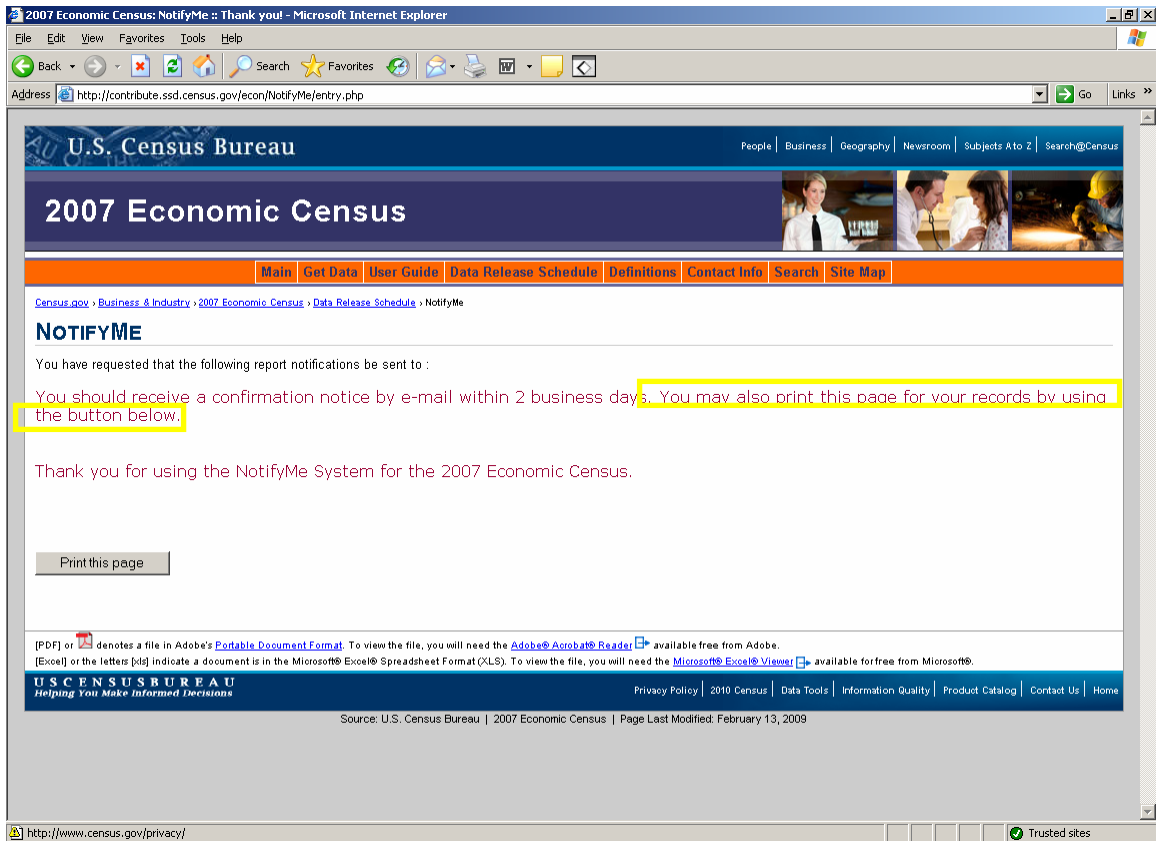 2007 Economic Census: NotifyMe :: Thank you! - Microsoft Internet Explorer
File Edit View Favorites Tools Help
Back Search Favorites
Address http://contribute.ssd.census.gov/econ/NotifyMe/entry.php Go Links »
U.S. Census Bureau
People | Business | Geography | Newsroom | Subjects A to Z | Search@Census
2007 Economic Census
Main Get Data User Guide Data Release Schedule Definitions Contact Info Search Site Map
Census.gov › Business & Industry › 2007 Economic Census › Data Release Schedule › NotifyMe
NOTIFYME
You have requested that the following report notifications be sent to :
You should receive a confirmation notice by e-mail within 2 business days. You may also print this page for your records by using
the button below.
Thank you for using the NotifyMe System for the 2007 Economic Census.
Print this page
[PDF] or denotes a file in Adobe's Portable Document Format. To view the file, you will need the Adobe® Acrobat® Reader available free from Adobe.
[Excel] or the letters [xls] indicate a document is in the Microsoft® Excel® Spreadsheet Format (XLS). To view the file, you will need the Microsoft® Excel® Viewer available for free from Microsoft®.
USCENSUSBUREAU
Helping You Make Informed Decisions
Privacy Policy | 2010 Census | Data Tools | Information Quality | Product Catalog | Contact Us | Home
Source: U.S. Census Bureau | 2007 Economic Census | Page Last Modified: February 13, 2009
http://www.census.gov/privacy/ Trusted sites